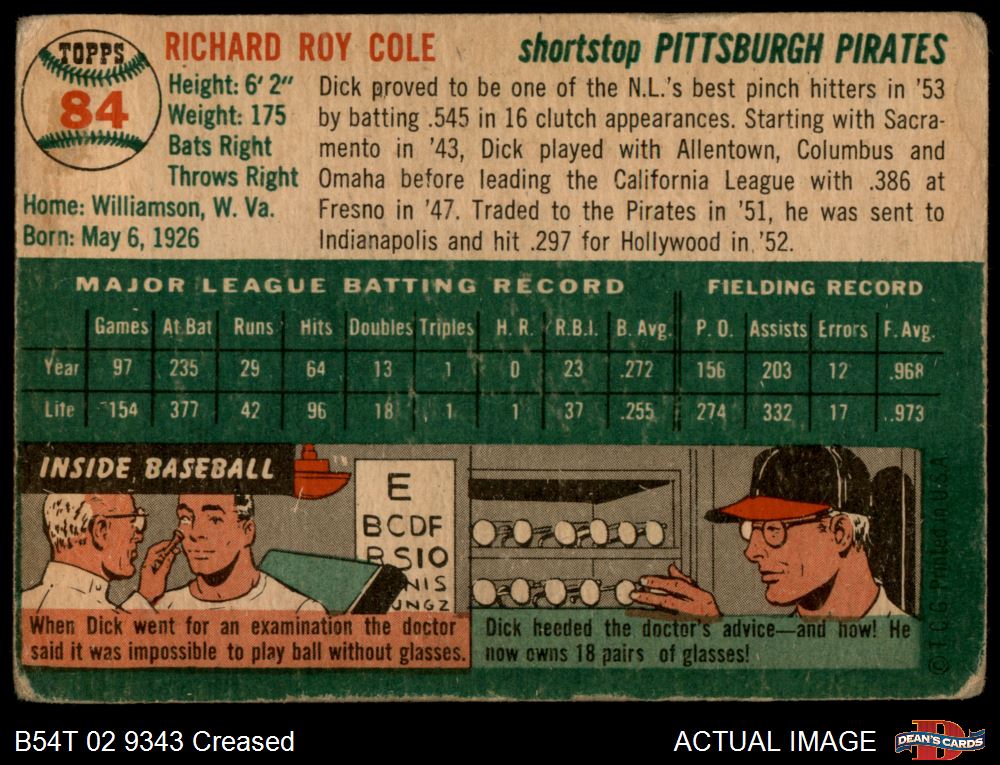 TOPPS
84
RICHARD ROY COLE
shortstop PITTSBURGH PIRATES
Height: 6' 2"
Weight: 175
Bats Right
Throws Right
Home: Williamson, W. Va.
Born: May 6, 1926
Dick proved to be one of the N.L.'s best pinch hitters in '53
by batting .545 in 16 clutch appearances. Starting with Sacra-
mento in '43, Dick played with Allentown, Columbus and
Omaha before leading the California League with .386 at
Fresno in '47. Traded to the Pirates in '51, he was sent to
Indianapolis and hit .297 for Hollywood in '52.
MAJOR LEAGUE BATTING RECORD FIELDING RECORD
Games At Bat Runs Hits Doubles Triples H. R. R.B.I. B. Avg. P. O. Assists Errors F. Avg.
Year 97 235 29 64 13 1 0 23 .272 156 203 12 .968
Life 154 377 42 96 18 1 1 37 .255 274 332 17 .973
INSIDE BASEBALL
E
BCDF
RSIO
NIS
UNGZ
When Dick went for an examination the doctor
said it was impossible to play ball without glasses.
Dick heeded the doctor's advice—and how! He
now owns 18 pairs of glasses!
© T.C.G. Printed in U.S.A.
B54T 02 9343 Creased
ACTUAL IMAGE
DEAN'S CARDS